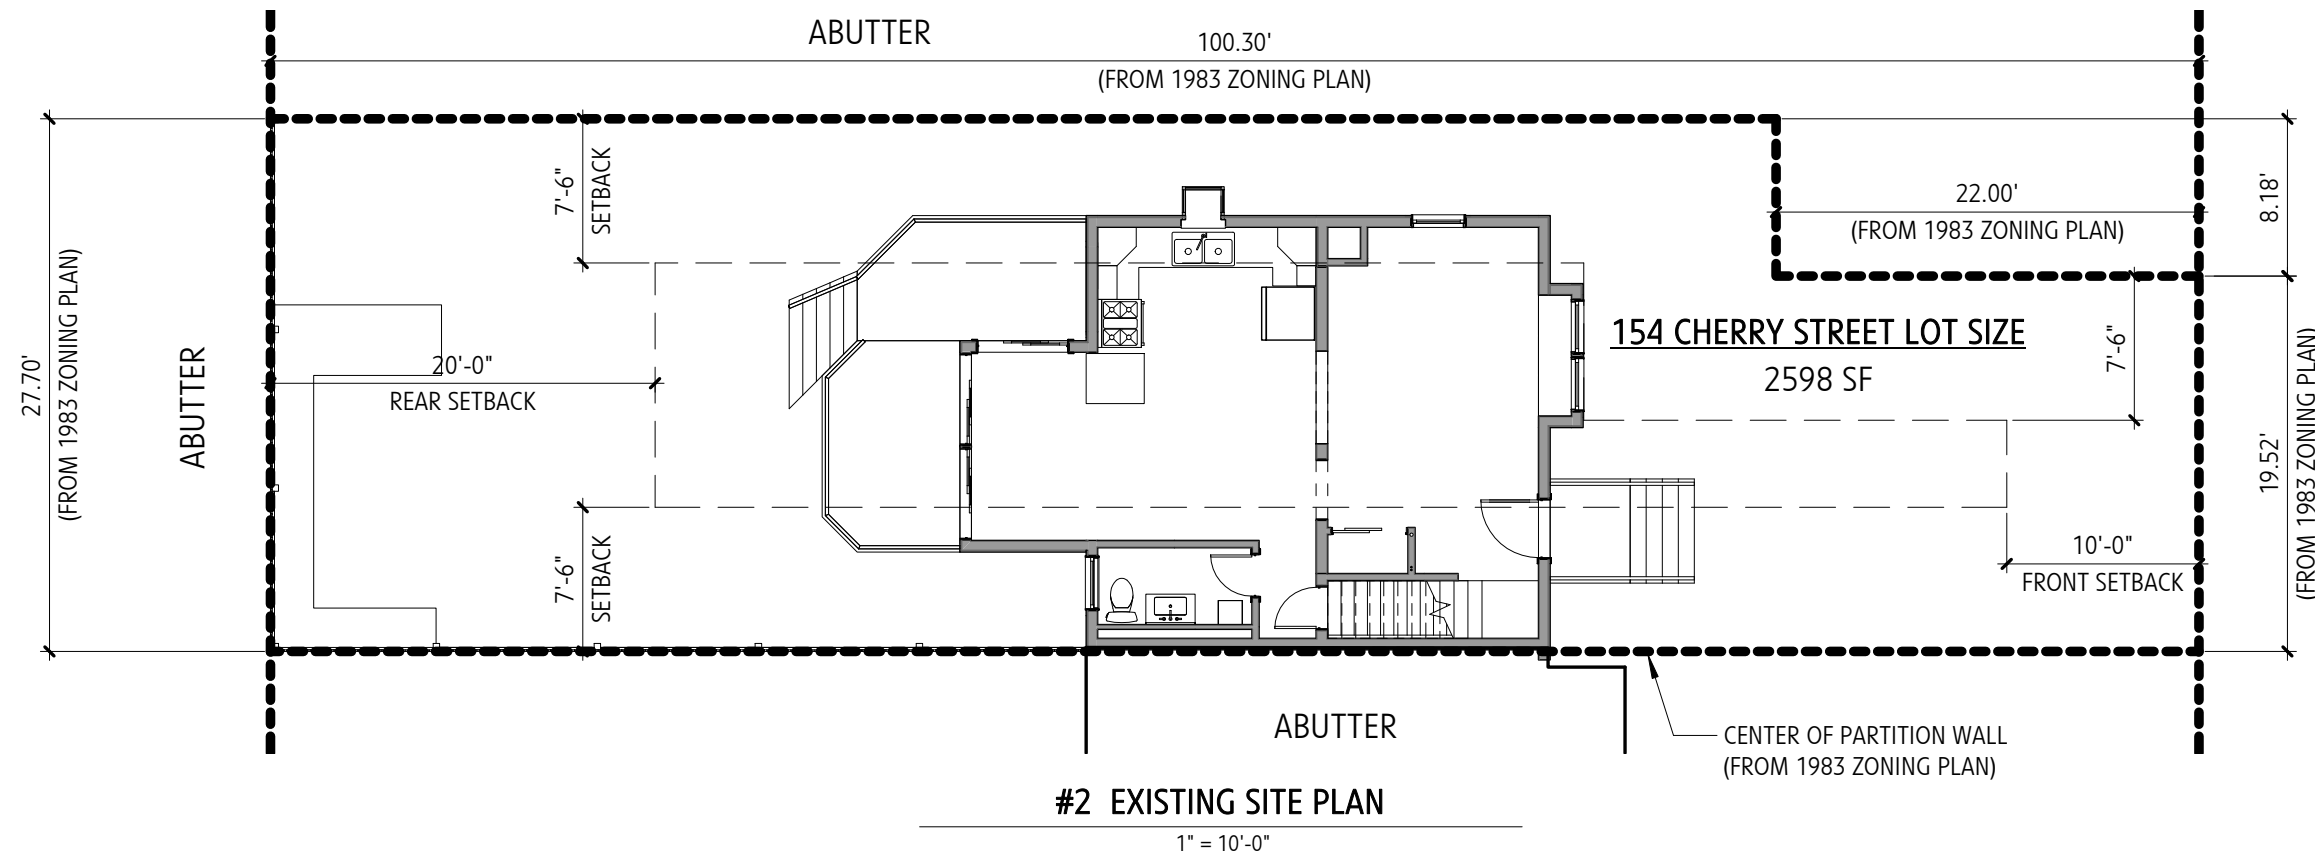 ABUTTER
100.30'
(FROM 1983 ZONING PLAN)
7'-6"
SETBACK
22.00'
(FROM 1983 ZONING PLAN)
8.18'
27.70'
(FROM 1983 ZONING PLAN)
ABUTTER
20'-0"
REAR SETBACK
154 CHERRY STREET LOT SIZE
2598 SF
7'-6"
19.52'
(FROM 1983 ZONING PLAN)
7'-6"
SETBACK
10'-0"
FRONT SETBACK
ABUTTER
CENTER OF PARTITION WALL
(FROM 1983 ZONING PLAN)
#2 EXISTING SITE PLAN
1" = 10'-0"